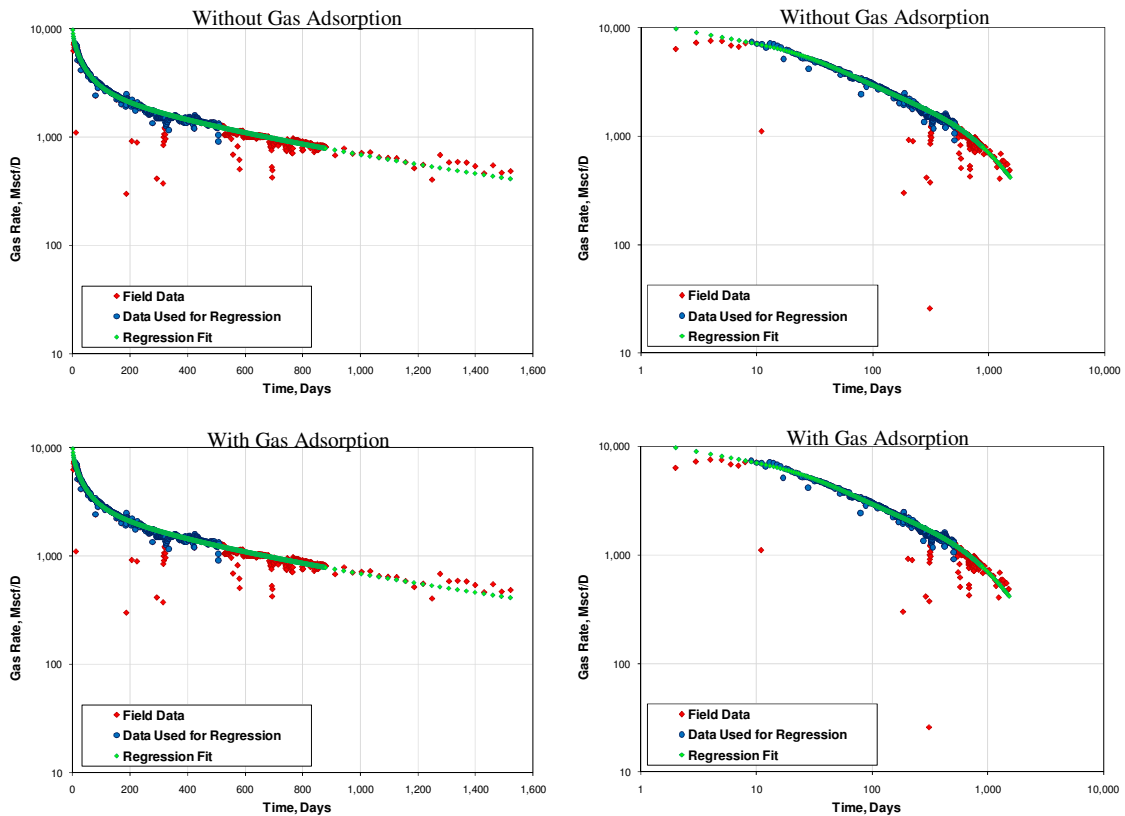 Without Gas Adsorption
10,000
1,000
100
10
Gas Rate, Mscf/D
Field Data
Data Used for Regression
Regression Fit
0 200 400 600 800 1,000 1,200 1,400 1,600
Time, Days
Without Gas Adsorption
10,000
1,000
100
10
Gas Rate, Mscf/D
Field Data
Data Used for Regression
Regression Fit
1 10 100 1,000 10,000
Time, Days
With Gas Adsorption
10,000
1,000
100
10
Gas Rate, Mscf/D
Field Data
Data Used for Regression
Regression Fit
0 200 400 600 800 1,000 1,200 1,400 1,600
Time, Days
With Gas Adsorption
10,000
1,000
100
10
Gas Rate, Mscf/D
Field Data
Data Used for Regression
Regression Fit
1 10 100 1,000 10,000
Time, Days